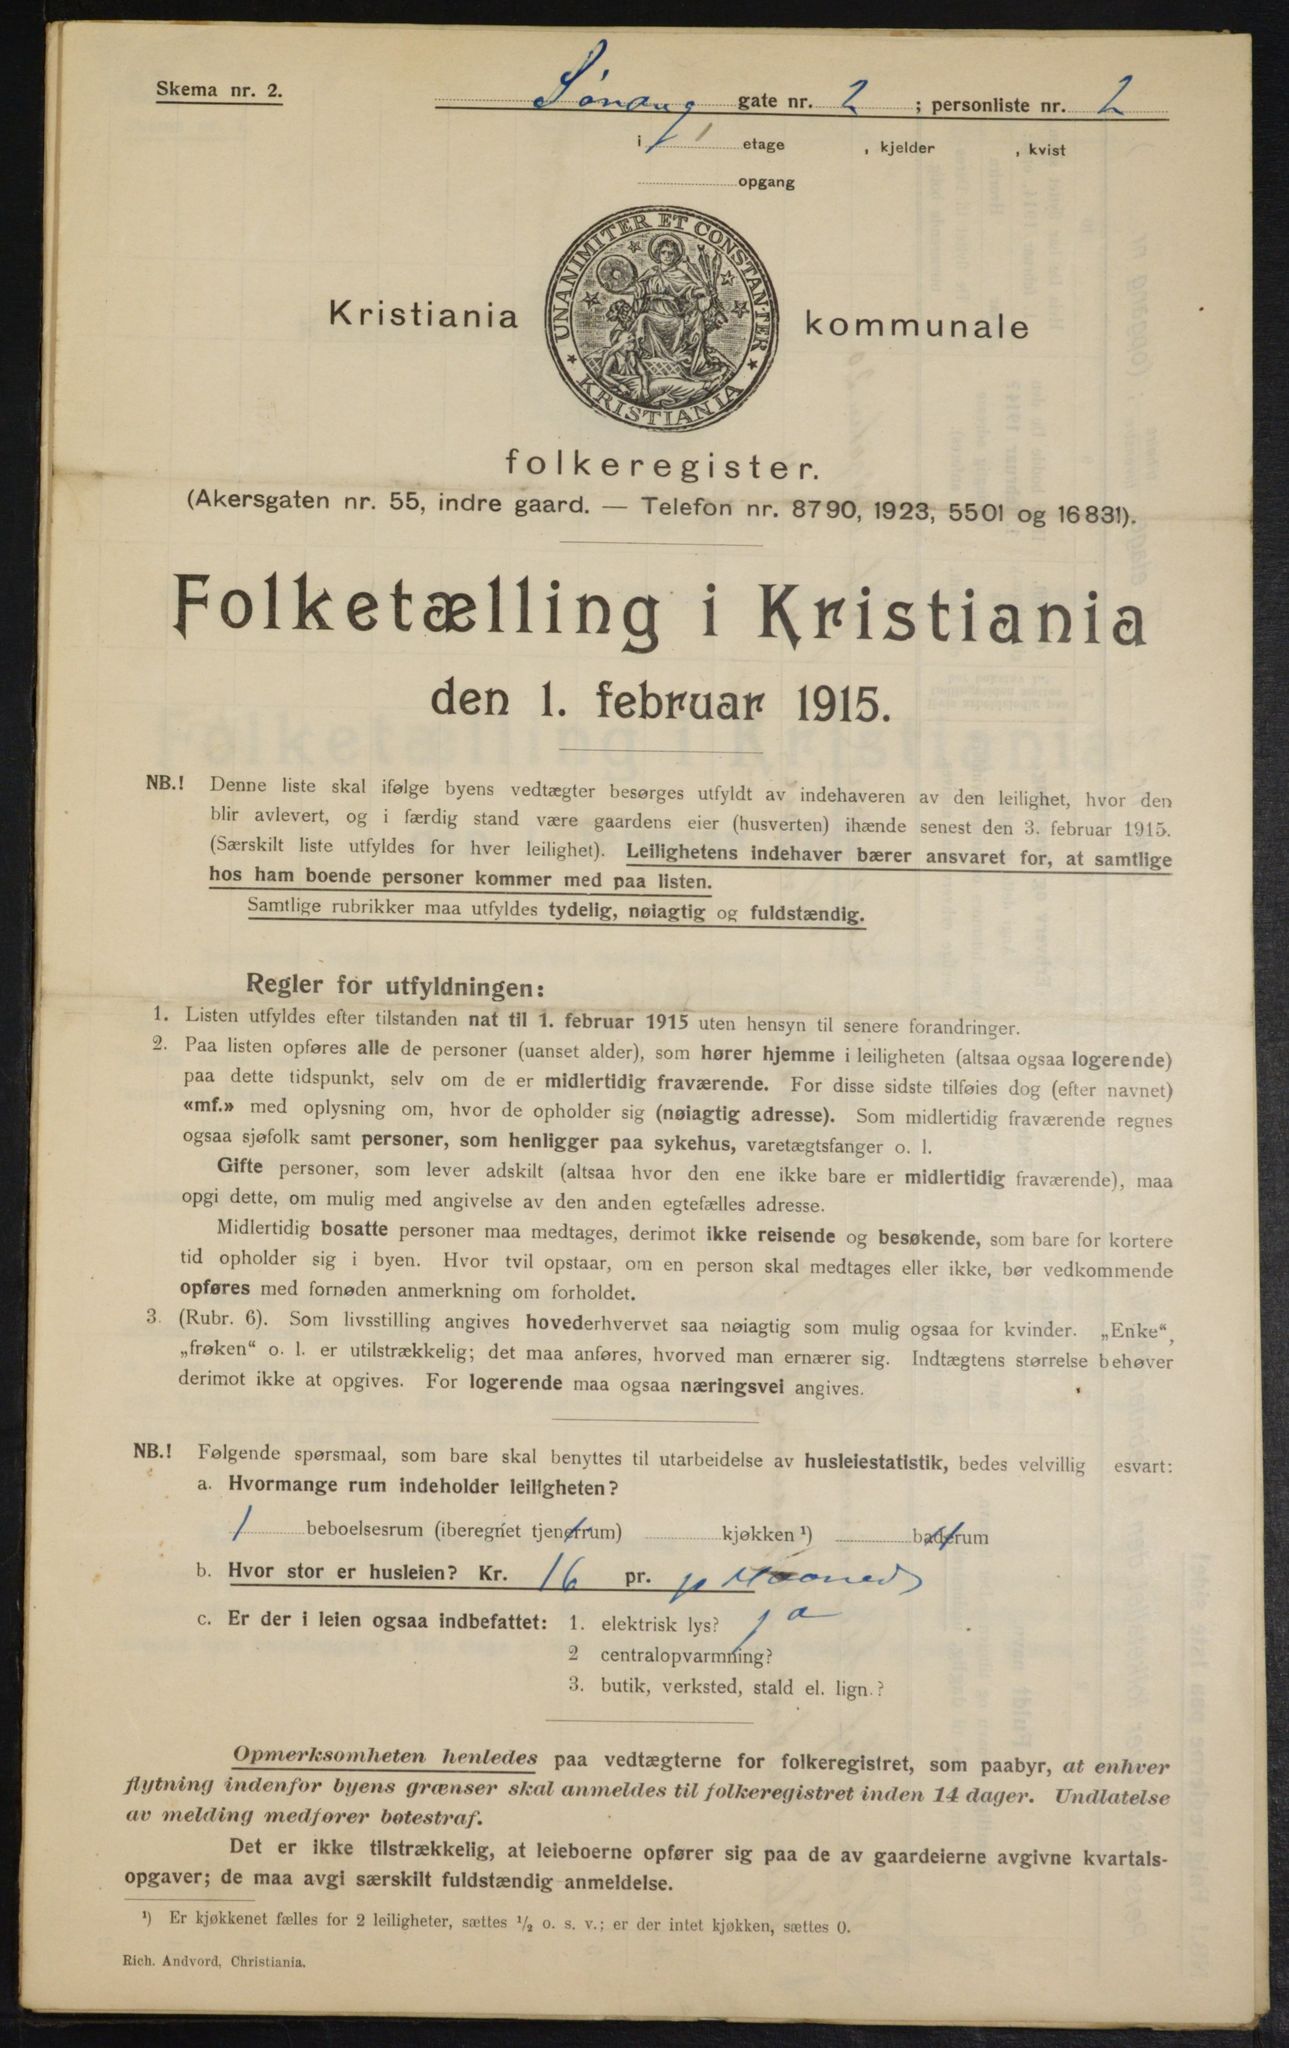 Skema nr. 2.
gate nr. 2 ; personliste nr. 2
i 1 etage , kjelder , kvist
opgang
UNANIMITER ET CONSTANTER
KRISTIANIA
Kristiania kommunale
folkeregister.
(Akersgaten nr. 55, indre gaard. — Telefon nr. 8790, 1923, 5501 og 16831).
Folketælling i Kristiania
den 1. februar 1915.
NB.! Denne liste skal ifølge byens vedtægter besørges utfyldt av indehaveren av den leilighet, hvor den
blir avlevert, og i færdig stand være gaardens eier (husverten) ihænde senest den 3. februar 1915.
(Særskilt liste utfyldes for hver leilighet). Leilighetens indehaver bærer ansvaret for, at samtlige
hos ham boende personer kommer med paa listen.
Samtlige rubrikker maa utfyldes tydelig, nøiagtig og fuldstændig.
Regler for utfyldningen:
1. Listen utfyldes efter tilstanden nat til 1. februar 1915 uten hensyn til senere forandringer.
2. Paa listen opføres alle de personer (uanset alder), som hører hjemme i leiligheten (altsaa ogsaa logerende)
paa dette tidspunkt, selv om de er midlertidig fraværende. For disse sidste tilføies dog (efter navnet)
«mf.» med oplysning om, hvor de opholder sig (nøiagtig adresse). Som midlertidig fraværende regnes
ogsaa sjøfolk samt personer, som henligger paa sykehus, varetægtsfanger o. l.
Gifte personer, som lever adskilt (altsaa hvor den ene ikke bare er midlertidig fraværende), maa
opgi dette, om mulig med angivelse av den anden egtefælles adresse.
Midlertidig bosatte personer maa medtages, derimot ikke reisende og besøkende, som bare for kortere
tid opholder sig i byen. Hvor tvil opstaar, om en person skal medtages eller ikke, bør vedkommende
opføres med fornøden anmerkning om forholdet.
3. (Rubr. 6). Som livsstilling angives hovederhvervet saa nøiagtig som mulig ogsaa for kvinder. „Enke“,
„frøken“ o. l. er utilstrækkelig; det maa anføres, hvorved man ernærer sig. Indtægtens størrelse behøver
derimot ikke at opgives. For logerende maa ogsaa næringsvei angives.
NB.! Følgende spørsmaal, som bare skal benyttes til utarbeidelse av husleiestatistik, bedes velvillig esvart:
a. Hvormange rum indeholder leiligheten?
1 beboelsesrum (iberegnet tjenerrum) kjøkken ¹) baderum
b. Hvor stor er husleien? Kr. 16 pr. Maaned
c. Er der i leien ogsaa indbefattet: 1. elektrisk lys? ja
2 centralopvarmning?
3. butik, verksted, stald el. lign.?
Opmerksomheten henledes paa vedtægterne for folkeregistret, som paabyr, at enhver
flytning indenfor byens grænser skal anmeldes til folkeregistret inden 14 dager. Undlatelse
av melding medfører bøtestraf.
Det er ikke tilstrækkelig, at leieboerne opfører sig paa de av gaardeierne avgivne kvartals-
opgaver; de maa avgi særskilt fuldstændig anmeldelse.
¹) Er kjøkkenet fælles for 2 leiligheter, sættes ¹/₂ o. s. v.; er der intet kjøkken, sættes 0.
Rich. Andvord, Christiania.